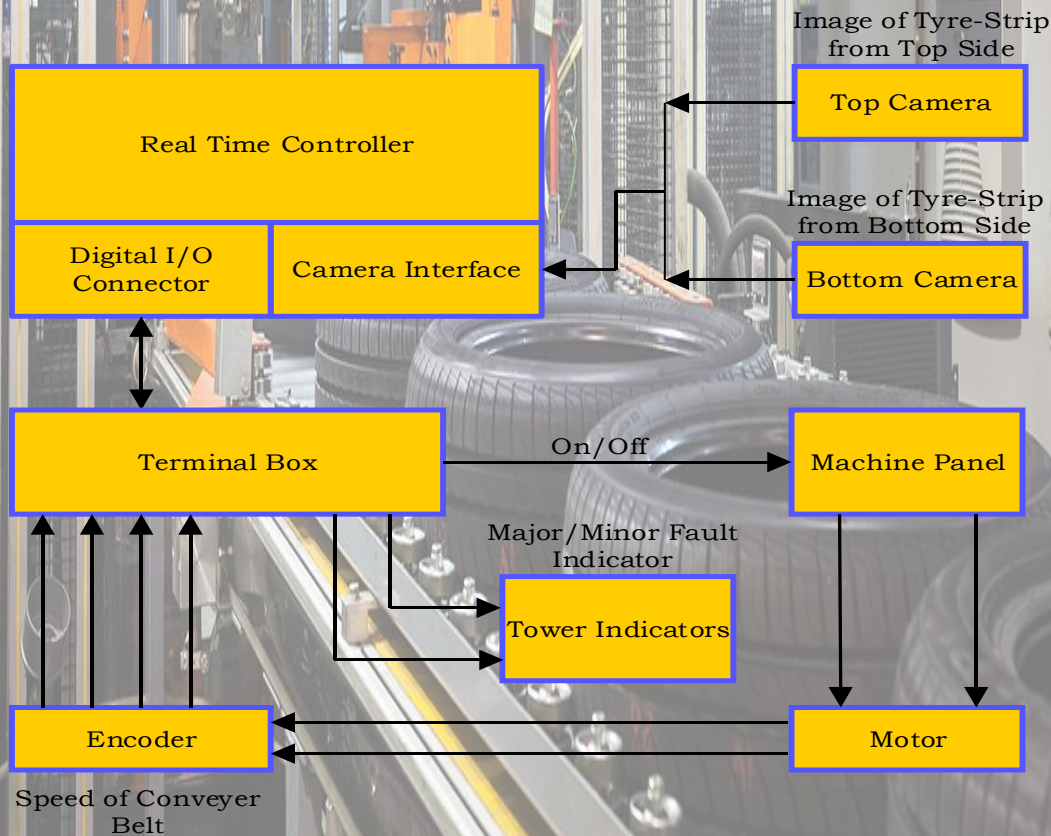 Image of Tyre-Strip
from Top Side
Top Camera
Real Time Controller
Image of Tyre-Strip
from Bottom Side
Digital I/O
Connector
Camera Interface
Bottom Camera
Terminal Box
On/Off
Machine Panel
Major/Minor Fault
Indicator
Tower Indicators
Encoder
Motor
Speed of Conveyer
Belt